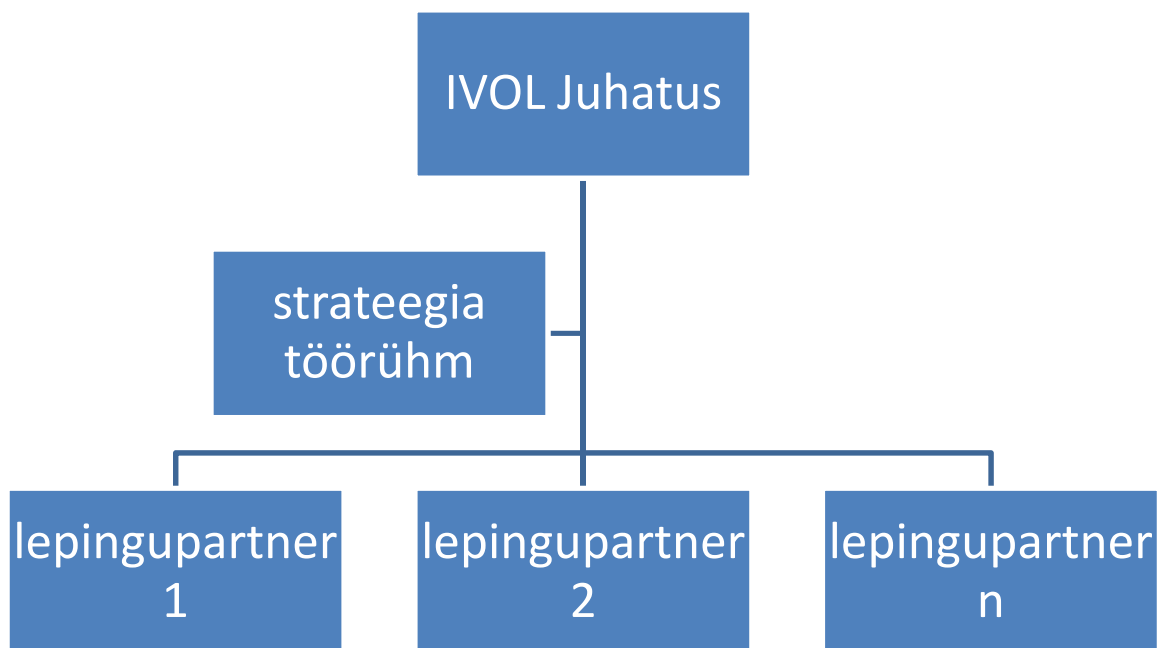 IVOL Juhatus
strateegia
töörühm
lepingupartner
1
lepingupartner
2
lepingupartner
n